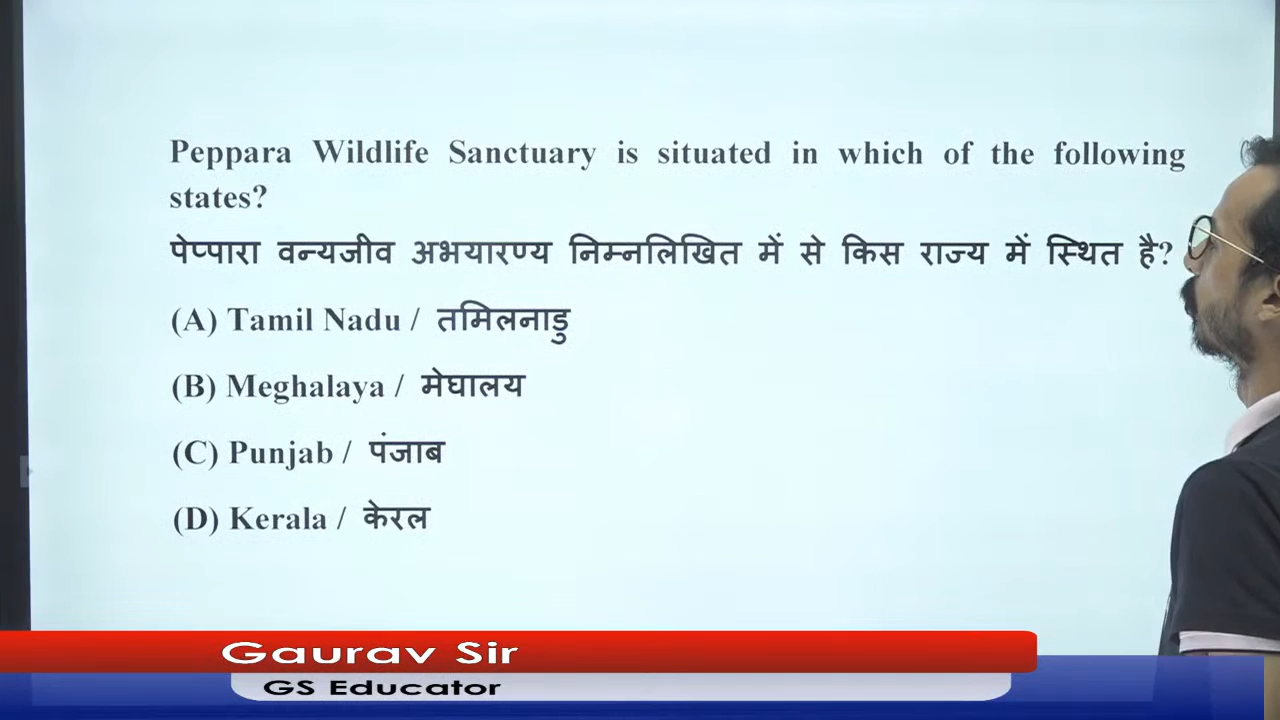 Peppara Wildlife Sanctuary is situated in which of the following
states?
पेप्पारा वन्यजीव अभयारण्य निम्नलिखित में से किस राज्य में स्थित है?
(A) Tamil Nadu / तमिलनाडु
(B) Meghalaya / मेघालय
(C) Punjab / पंजाब
(D) Kerala / केरल
Gaurav Sir
GS Educator